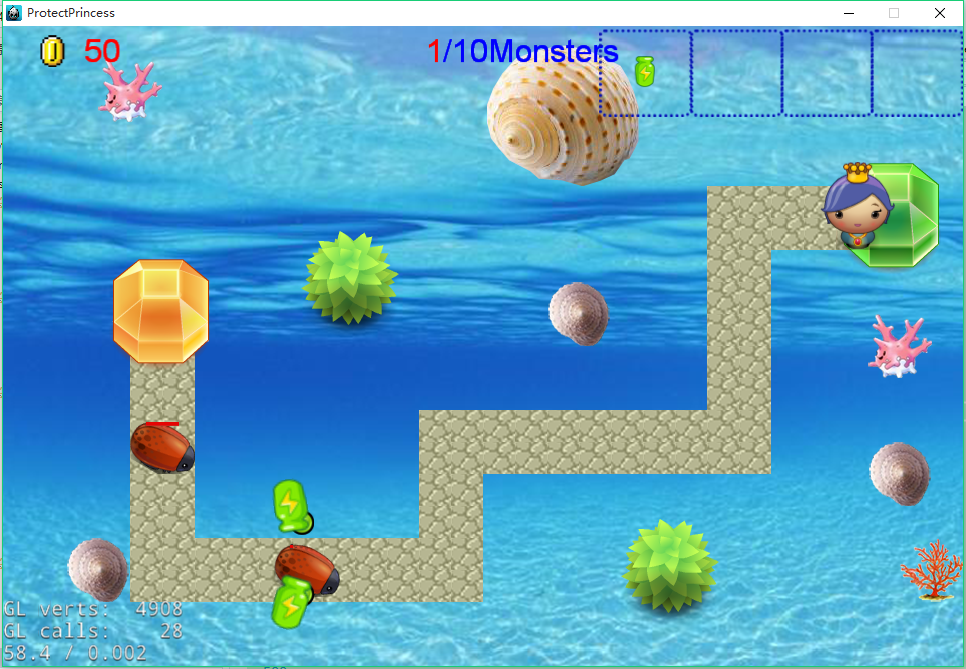 ProtectPrincess
50
1/10Monsters
GL verts: 4908
GL calls: 28
58.4 / 0.002